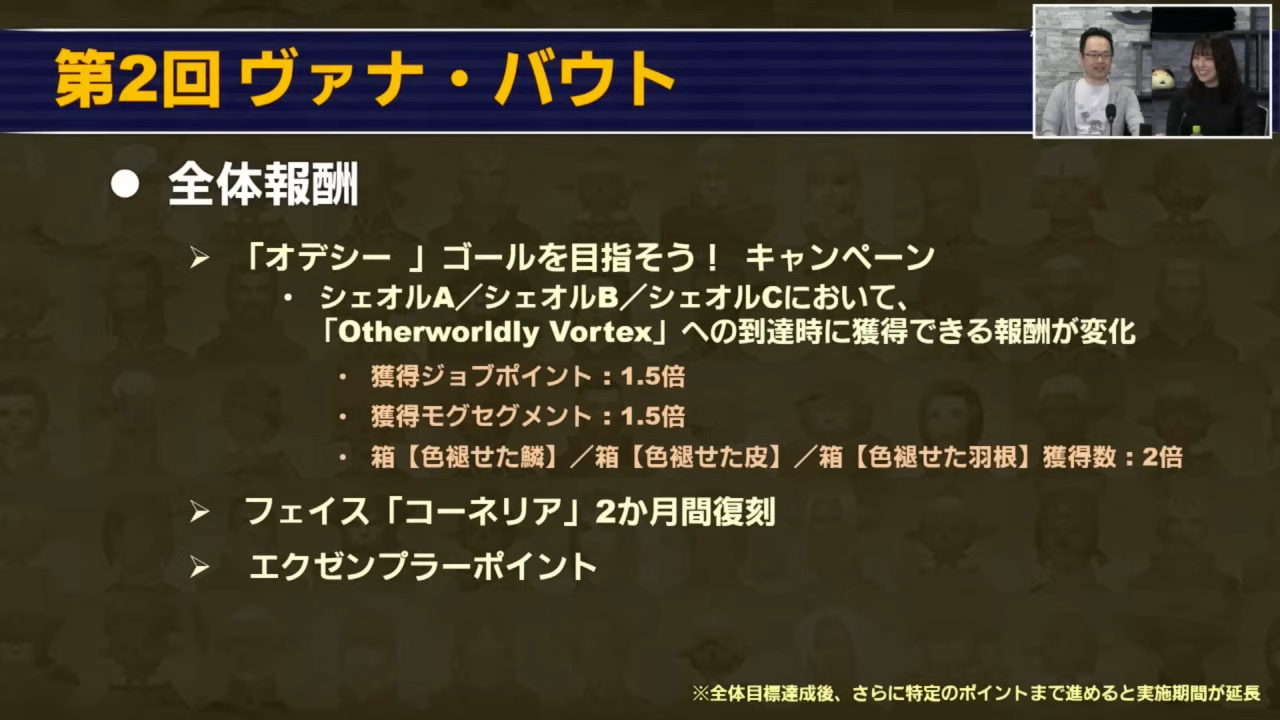 第2回 ヴァナ・バウト
● 全体報酬
➢ 「オデシー 」ゴールを目指そう！ キャンペーン
・ シェオルA／シェオルB／シェオルCにおいて、
「Otherworldly Vortex」への到達時に獲得できる報酬が変化
・ 獲得ジョブポイント：1.5倍
・ 獲得モグセグメント：1.5倍
・ 箱【色褪せた鱗】／箱【色褪せた皮】／箱【色褪せた羽根】獲得数：2倍
➢ フェイス「コーネリア」2か月間復刻
➢ エクゼンプラーポイント
※全体目標達成後、さらに特定のポイントまで進めると実施期間が延長